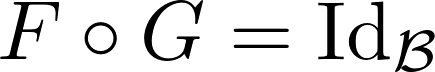 F ∘ G = Id_ℬ